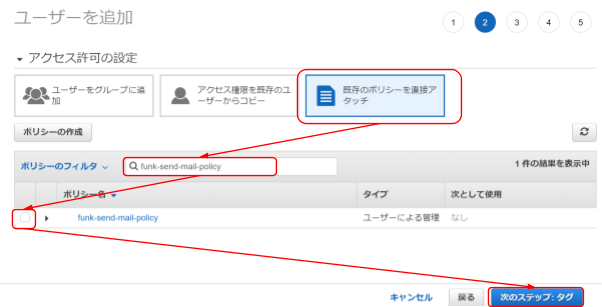 ユーザーを追加
1 2 3 4 5
アクセス許可の設定
ユーザーをグループに追
加
アクセス権限を既存のユ
ーザーからコピー
既存のポリシーを直接ア
タッチ
ポリシーの作成
ポリシーのフィルタ funk-send-mail-policy 1 件の結果を表示中
ポリシー名 タイプ 次として使用
funk-send-mail-policy ユーザーによる管理 なし
キャンセル 戻る 次のステップ: タグ